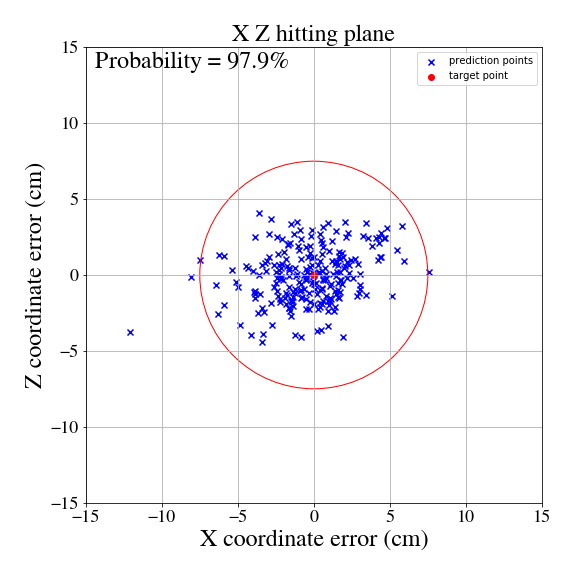 X Z hitting plane
Probability = 97.9%
prediction points
target point
15
10
5
0
−5
−10
−15
Z coordinate error (cm)
−15 −10 −5 0 5 10 15
X coordinate error (cm)